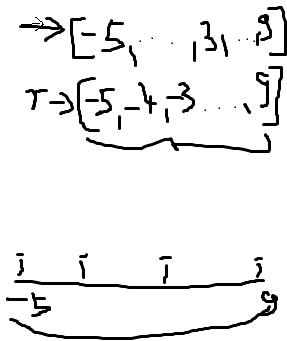 →[-5, ..., 3, ..., 9]
r→[-5, -4, -3 ..., 9]
i i i i
-5 9